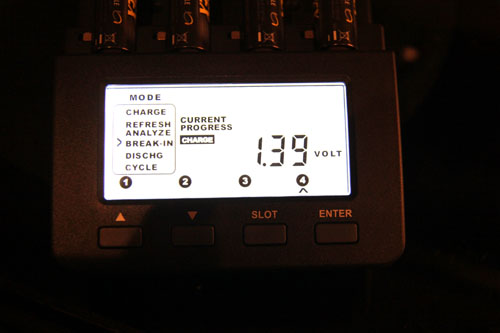 MODE
CHARGE
REFRESH
ANALYZE
> BREAK-IN
DISCHG
CYCLE
CURRENT
PROGRESS
CHARGE
1.39 VOLT
1 2 3 4
▲ ▼ SLOT ENTER